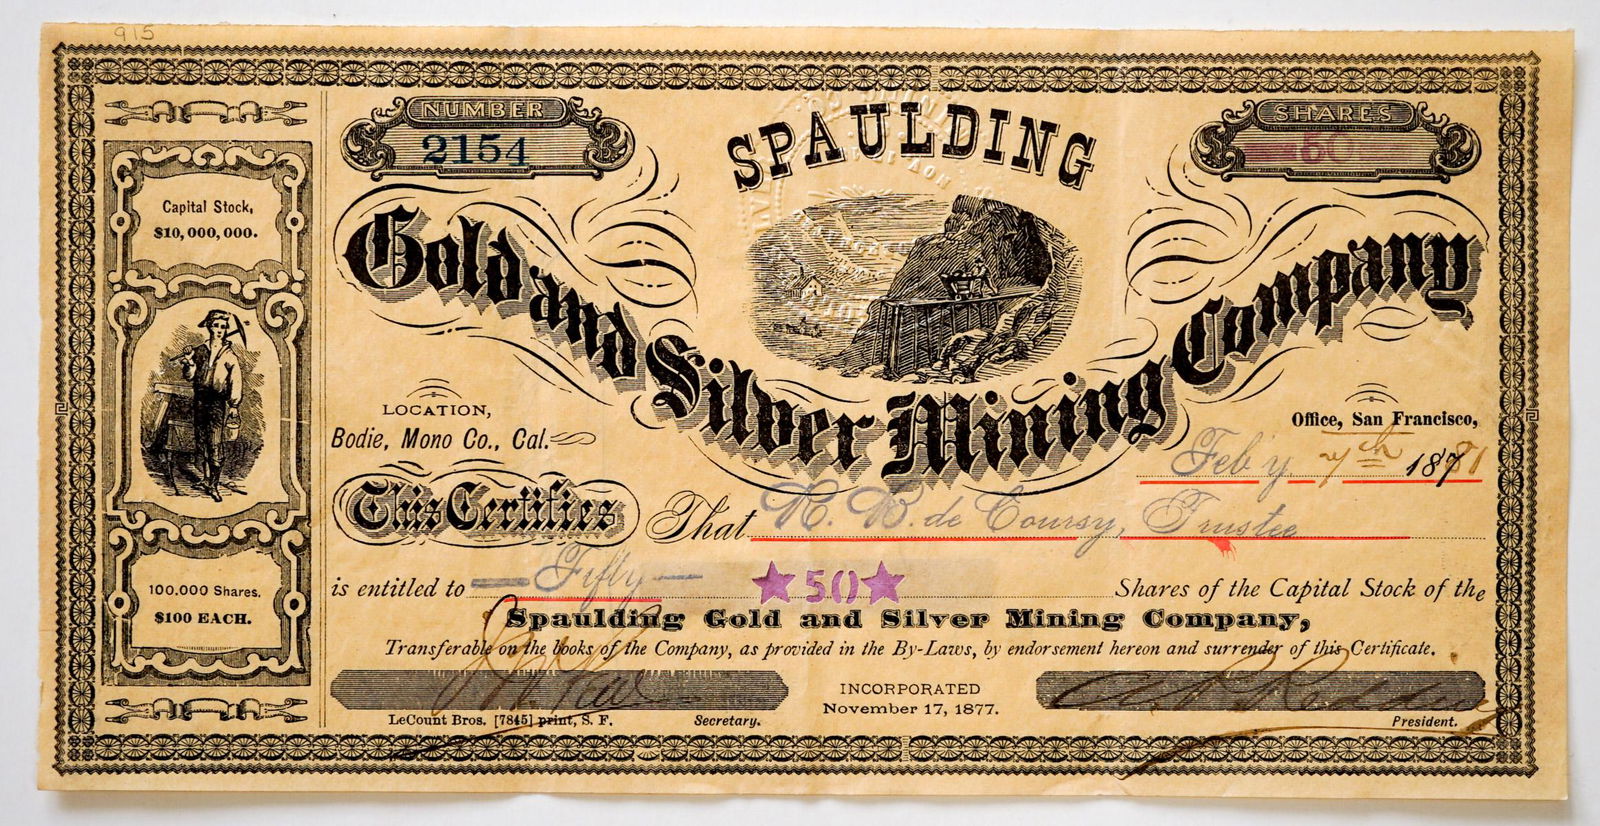 915
NUMBER
2154
SHARES
50
SPAULDING
Gold and Silver Mining Company
Capital Stock,
$10,000,000.
LOCATION,
Bodie, Mono Co., Cal.
Office, San Francisco,
Feb'y 7th 1881
This Certifies That de Coursy, Trustee
is entitled to Fifty ★50★ Shares of the Capital Stock of the
Spaulding Gold and Silver Mining Company,
Transferable on the books of the Company, as provided in the By-Laws, by endorsement hereon and surrender of this Certificate.
100,000 Shares.
$100 EACH.
INCORPORATED
November 17, 1877.
LeCount Bros. [7845] print, S. F.
Secretary.
President.